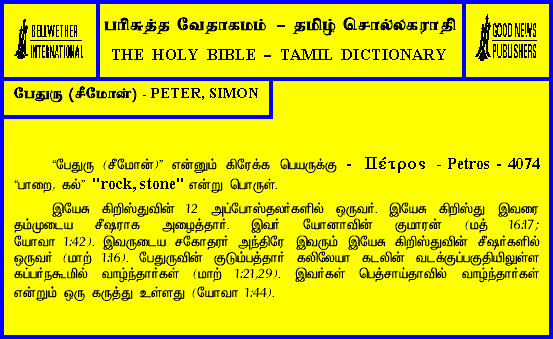 BELLWETHER
INTERNATIONAL
பரிசுத்த வேதாகமம் – தமிழ் சொல்லகராதி
THE HOLY BIBLE – TAMIL DICTIONARY
GOOD NEWS
PUBLISHERS
பேதுரு (சீமோன்) - PETER, SIMON
“பேதுரு (சீமோன்)” என்னும் கிரேக்க பெயருக்கு - Πέτρος - Petros - 4074
“பாறை, கல்” "rock, stone" என்று பொருள்.
இயேசு கிறிஸ்துவின் 12 அப்போஸ்தலர்களில் ஒருவர். இயேசு கிறிஸ்து இவரை
தம்முடைய சீஷராக அழைத்தார். இவர் யோனாவின் குமாரன் (மத் 16:17;
யோவா 1:42). இவருடைய சகோதரர் அந்திரே இவரும் இயேசு கிறிஸ்துவின் சீஷர்களில்
ஒருவர் (மாற் 1:16). பேதுருவின் குடும்பத்தார் கலிலேயா கடலின் வடக்குப்பகுதியிலுள்ள
கப்பர்நகூமில் வாழ்ந்தார்கள் (மாற் 1:21,29). இவர்கள் பெத்சாய்தாவில் வாழ்ந்தார்கள்
என்றும் ஒரு கருத்து உள்ளது (யோவா 1:44).